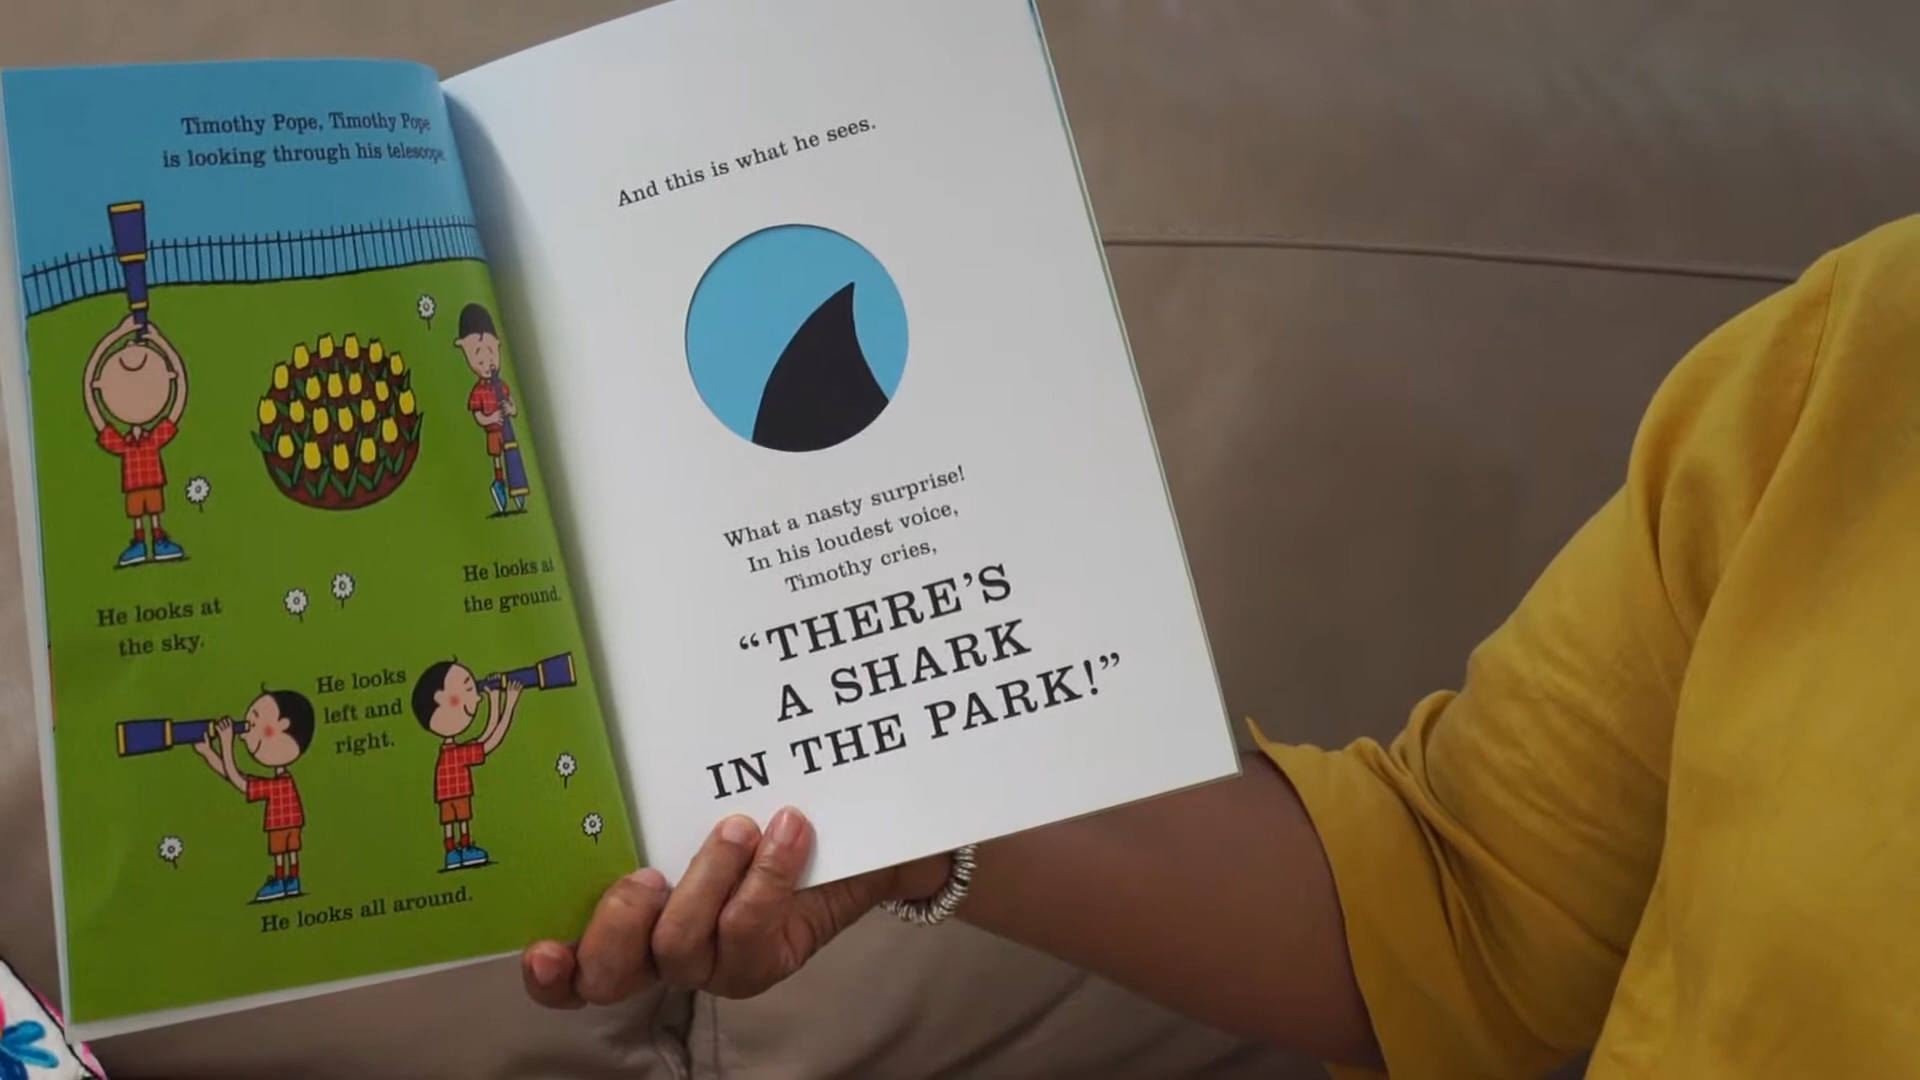 Timothy Pope, Timothy Pope
is looking through his telescope.
He looks at
the sky.
He looks at
the ground.
He looks
left and
right.
He looks all around.
And this is what he sees.
What a nasty surprise!
In his loudest voice,
Timothy cries,
“THERE’S
A SHARK
IN THE PARK!”